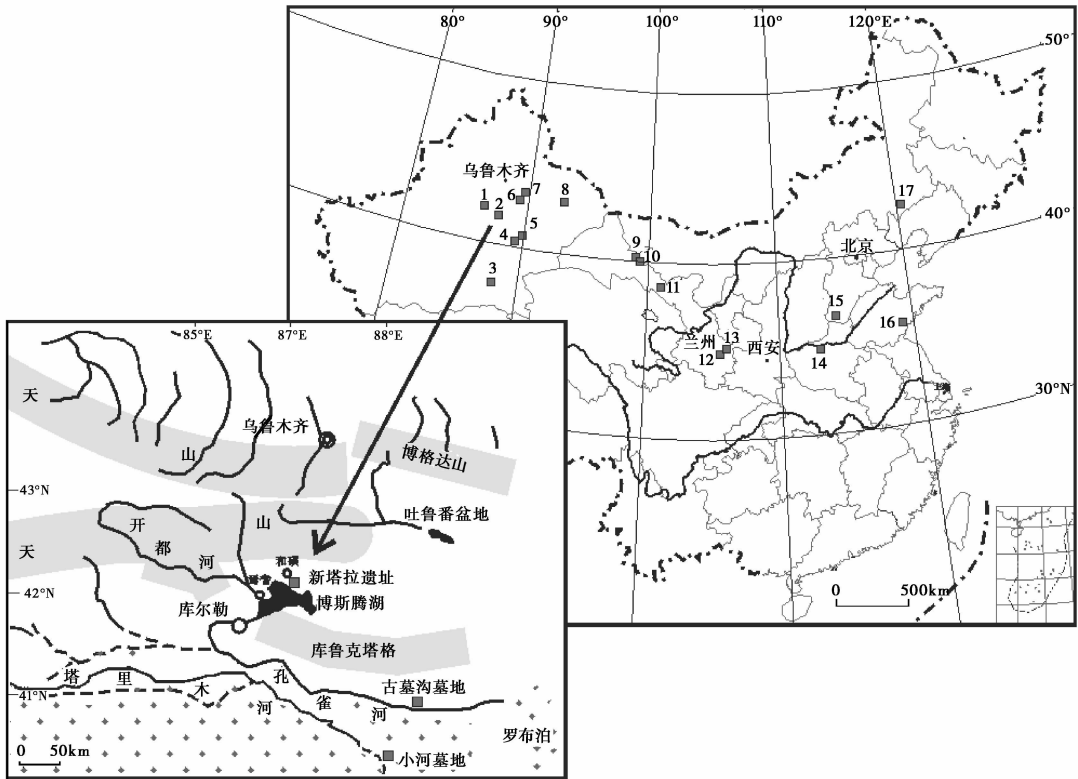 80°
90°
100°
110°
120°E
50°
乌鲁木齐
1
2
6
7
8
17
4
5
40°
3
9
10
11
北京
15
16
兰州
13
12
西安
14
30°N
上海
0 500km
85°E
87°E
88°E
天
山
乌鲁木齐
博格达山
43°N
开
都
河
山
吐鲁番盆地
天
和硕
新塔拉遗址
42°N
博斯腾湖
库尔勒
库鲁克塔格
塔
里
木
河
孔
雀
河
41°N
古墓沟墓地
罗布泊
小河墓地
0 50km